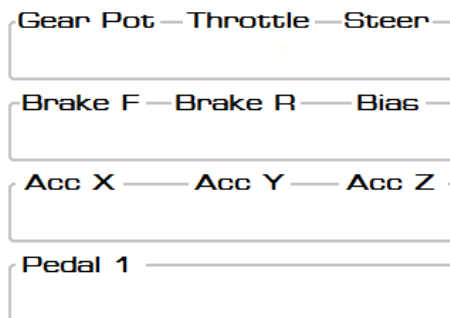 Gear Pot Throttle Steer
Brake F Brake R Bias
Acc X Acc Y Acc Z
Pedal 1